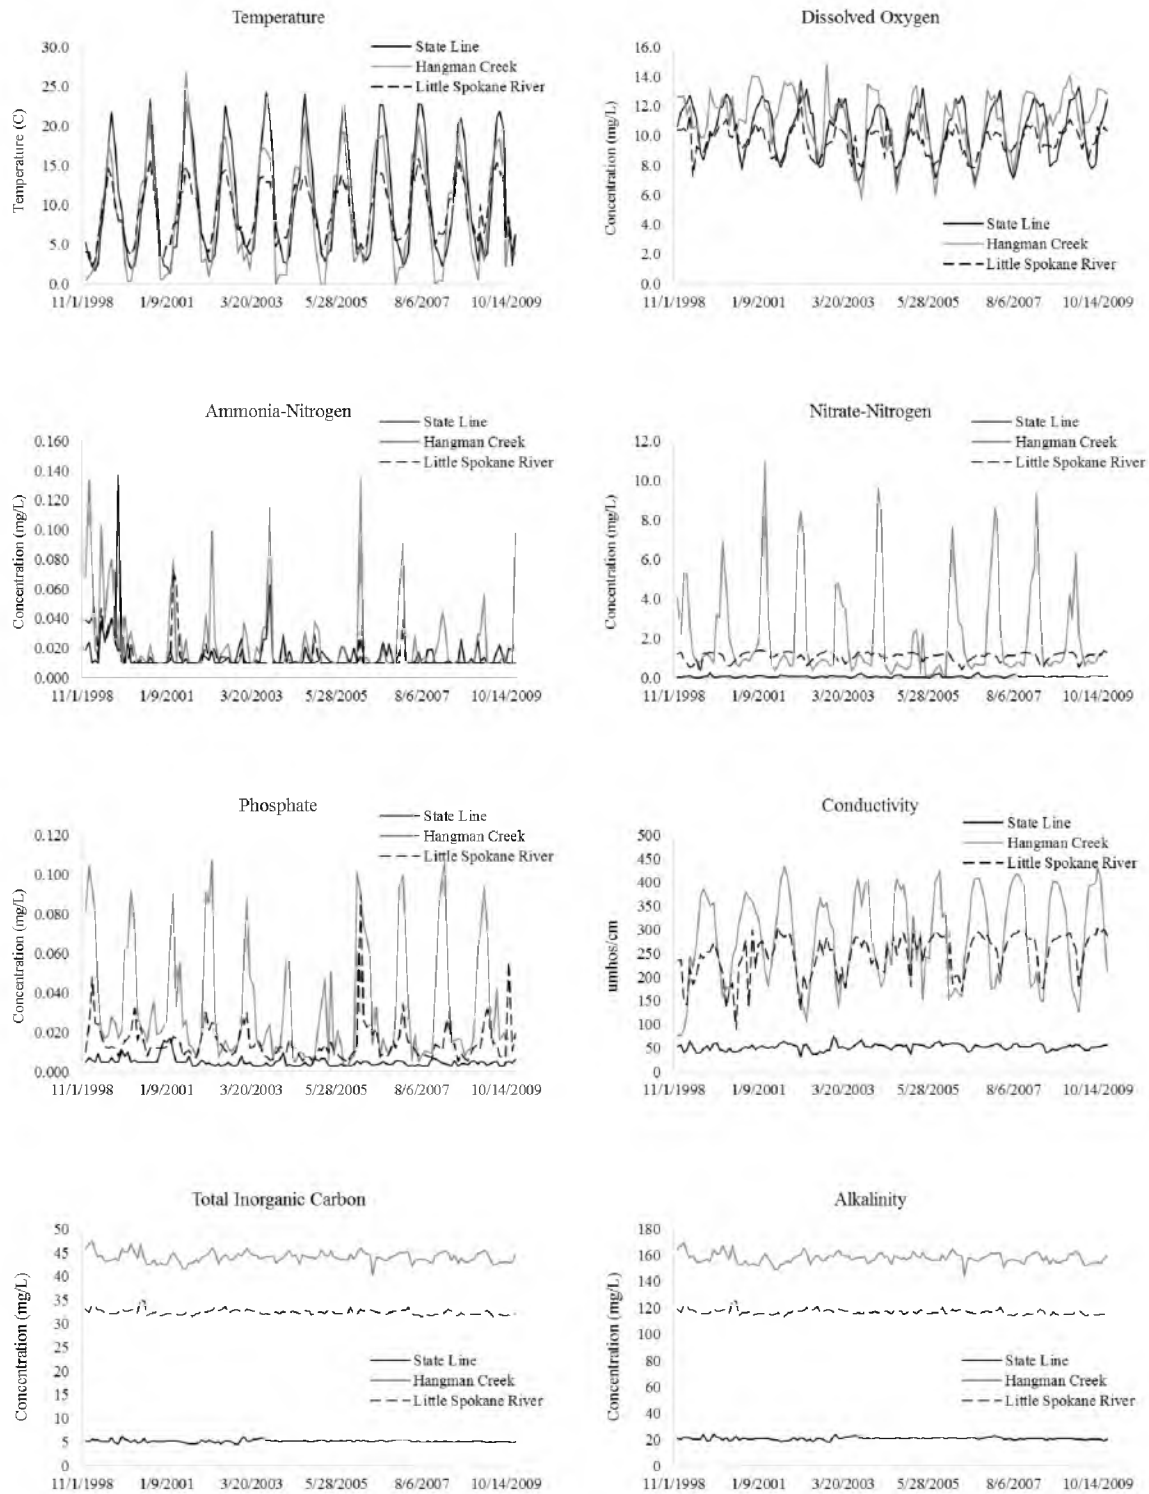 Temperature
Temperature (C)
30.0
25.0
20.0
15.0
10.0
5.0
0.0
State Line
Hangman Creek
Little Spokane River
11/1/1998 1/9/2001 3/20/2003 5/28/2005 8/6/2007 10/14/2009
Dissolved Oxygen
Concentration (mg/L)
16.0
14.0
12.0
10.0
8.0
6.0
4.0
2.0
0.0
State Line
Hangman Creek
Little Spokane River
11/1/1998 1/9/2001 3/20/2003 5/28/2005 8/6/2007 10/14/2009
Ammonia-Nitrogen
Concentration (mg/L)
0.160
0.140
0.120
0.100
0.080
0.060
0.040
0.020
0.000
State Line
Hangman Creek
Little Spokane River
11/1/1998 1/9/2001 3/20/2003 5/28/2005 8/6/2007 10/14/2009
Nitrate-Nitrogen
Concentration (mg/L)
12.0
10.0
8.0
6.0
4.0
2.0
0.0
State Line
Hangman Creek
Little Spokane River
11/1/1998 1/9/2001 3/20/2003 5/28/2005 8/6/2007 10/14/2009
Phosphate
Concentration (mg/L)
0.120
0.100
0.080
0.060
0.040
0.020
0.000
State Line
Hangman Creek
Little Spokane River
11/1/1998 1/9/2001 3/20/2003 5/28/2005 8/6/2007 10/14/2009
Conductivity
umhos/cm
500
450
400
350
300
250
200
150
100
50
0
State Line
Hangman Creek
Little Spokane River
11/1/1998 1/9/2001 3/20/2003 5/28/2005 8/6/2007 10/14/2009
Total Inorganic Carbon
Concentration (mg/L)
50
45
40
35
30
25
20
15
10
5
0
State Line
Hangman Creek
Little Spokane River
11/1/1998 1/9/2001 3/20/2003 5/28/2005 8/6/2007 10/14/2009
Alkalinity
Concentration (mg/L)
180
160
140
120
100
80
60
40
20
0
State Line
Hangman Creek
Little Spokane River
11/1/1998 1/9/2001 3/20/2003 5/28/2005 8/6/2007 10/14/2009